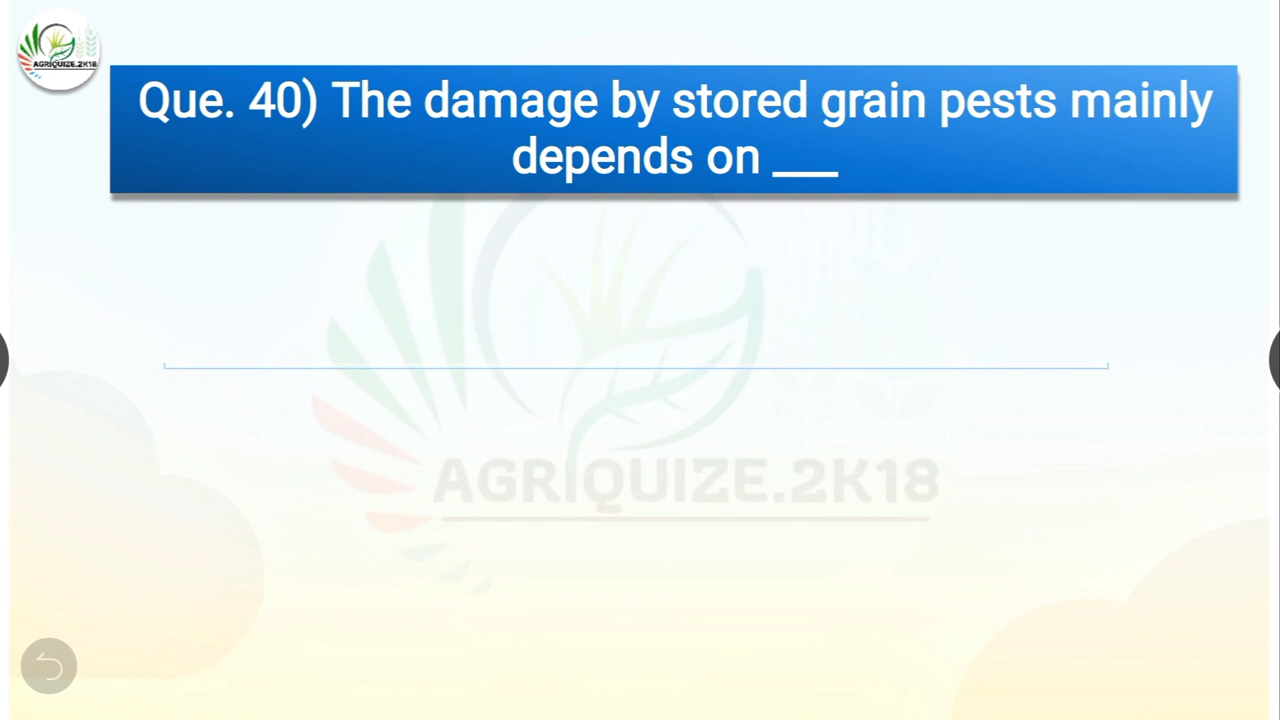 AGRIQUIZE.2K18
Que. 40) The damage by stored grain pests mainly
depends on ___
AGRIQUIZE.2K18